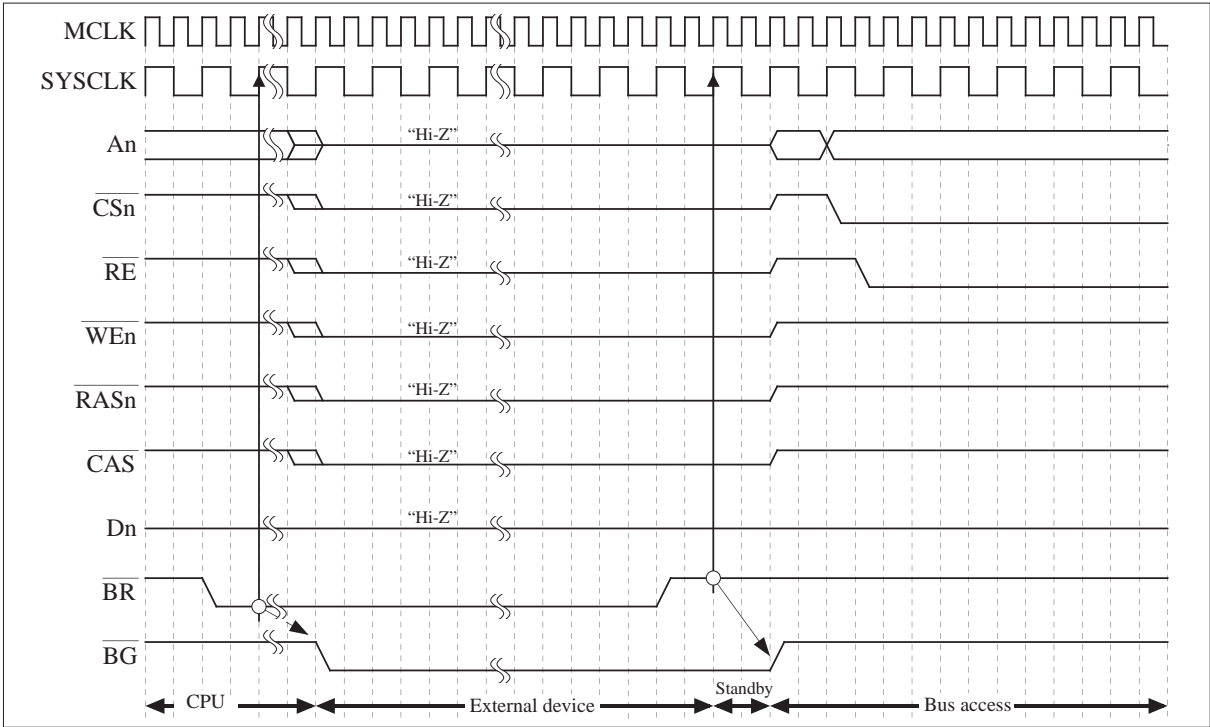 MCLK
SYSCLK
An “Hi-Z”
CSn “Hi-Z”
RE “Hi-Z”
WEn “Hi-Z”
RASn “Hi-Z”
CAS “Hi-Z”
Dn “Hi-Z”
BR
BG
CPU External device Standby Bus access